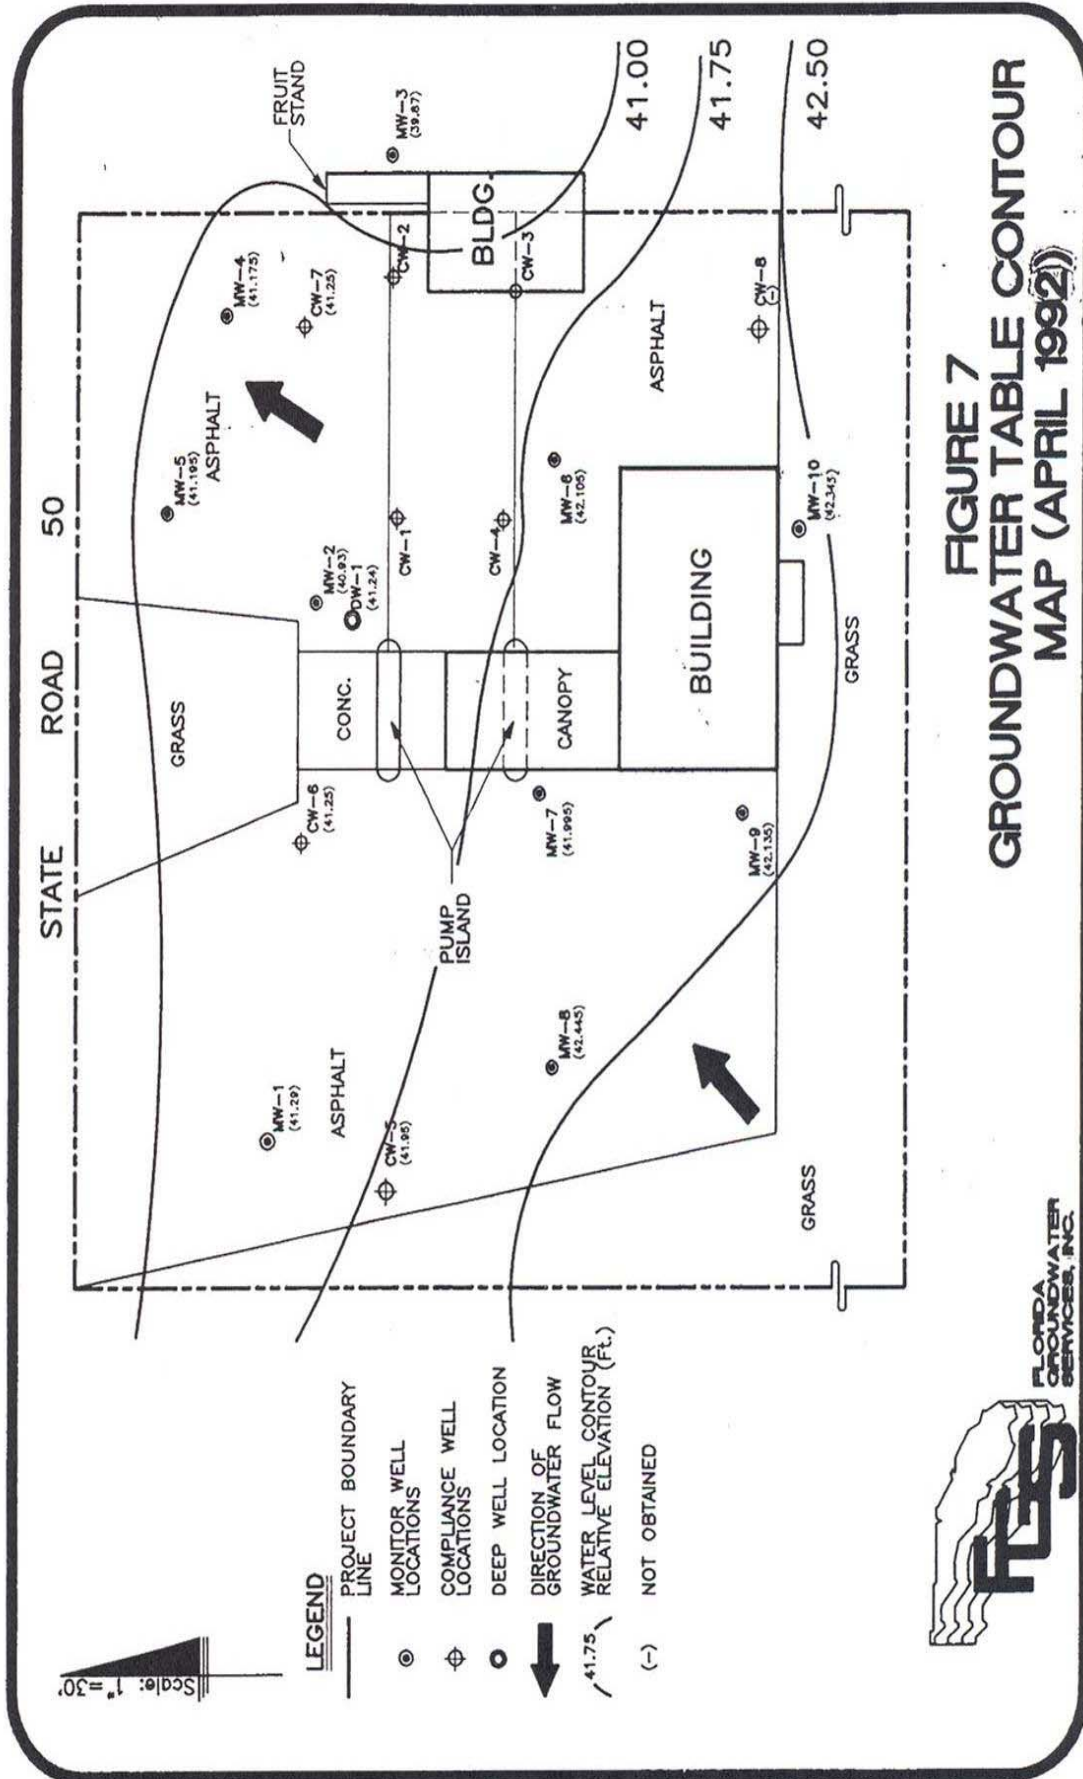 STATE ROAD 50
FRUIT
STAND
MW-3
(39.87)
MW-4
(41.175)
CW-7
(41.25)
CW-2
BLDG.
CW-3
41.00
41.75
42.50
MW-5
(41.195)
ASPHALT
MW-2
(40.93)
DW-1
(41.24)
CW-1
CW-4
MW-6
(42.105)
ASPHALT
CW-8
(-)
GRASS
CONC.
CANOPY
BUILDING
MW-10
(42.345)
GRASS
CW-6
(41.25)
PUMP
ISLAND
MW-7
(41.995)
MW-9
(42.135)
MW-1
(41.29)
ASPHALT
CW-5
(41.95)
MW-8
(42.445)
GRASS
Scale: 1"=30'
LEGEND
PROJECT BOUNDARY
LINE
MONITOR WELL
LOCATIONS
COMPLIANCE WELL
LOCATIONS
DEEP WELL LOCATION
DIRECTION OF
GROUNDWATER FLOW
41.75
WATER LEVEL CONTOUR
RELATIVE ELEVATION (Ft.)
(-) NOT OBTAINED
FGS
FLORIDA
GROUNDWATER
SERVICES, INC.
FIGURE 7
GROUNDWATER TABLE CONTOUR
MAP (APRIL 1992)